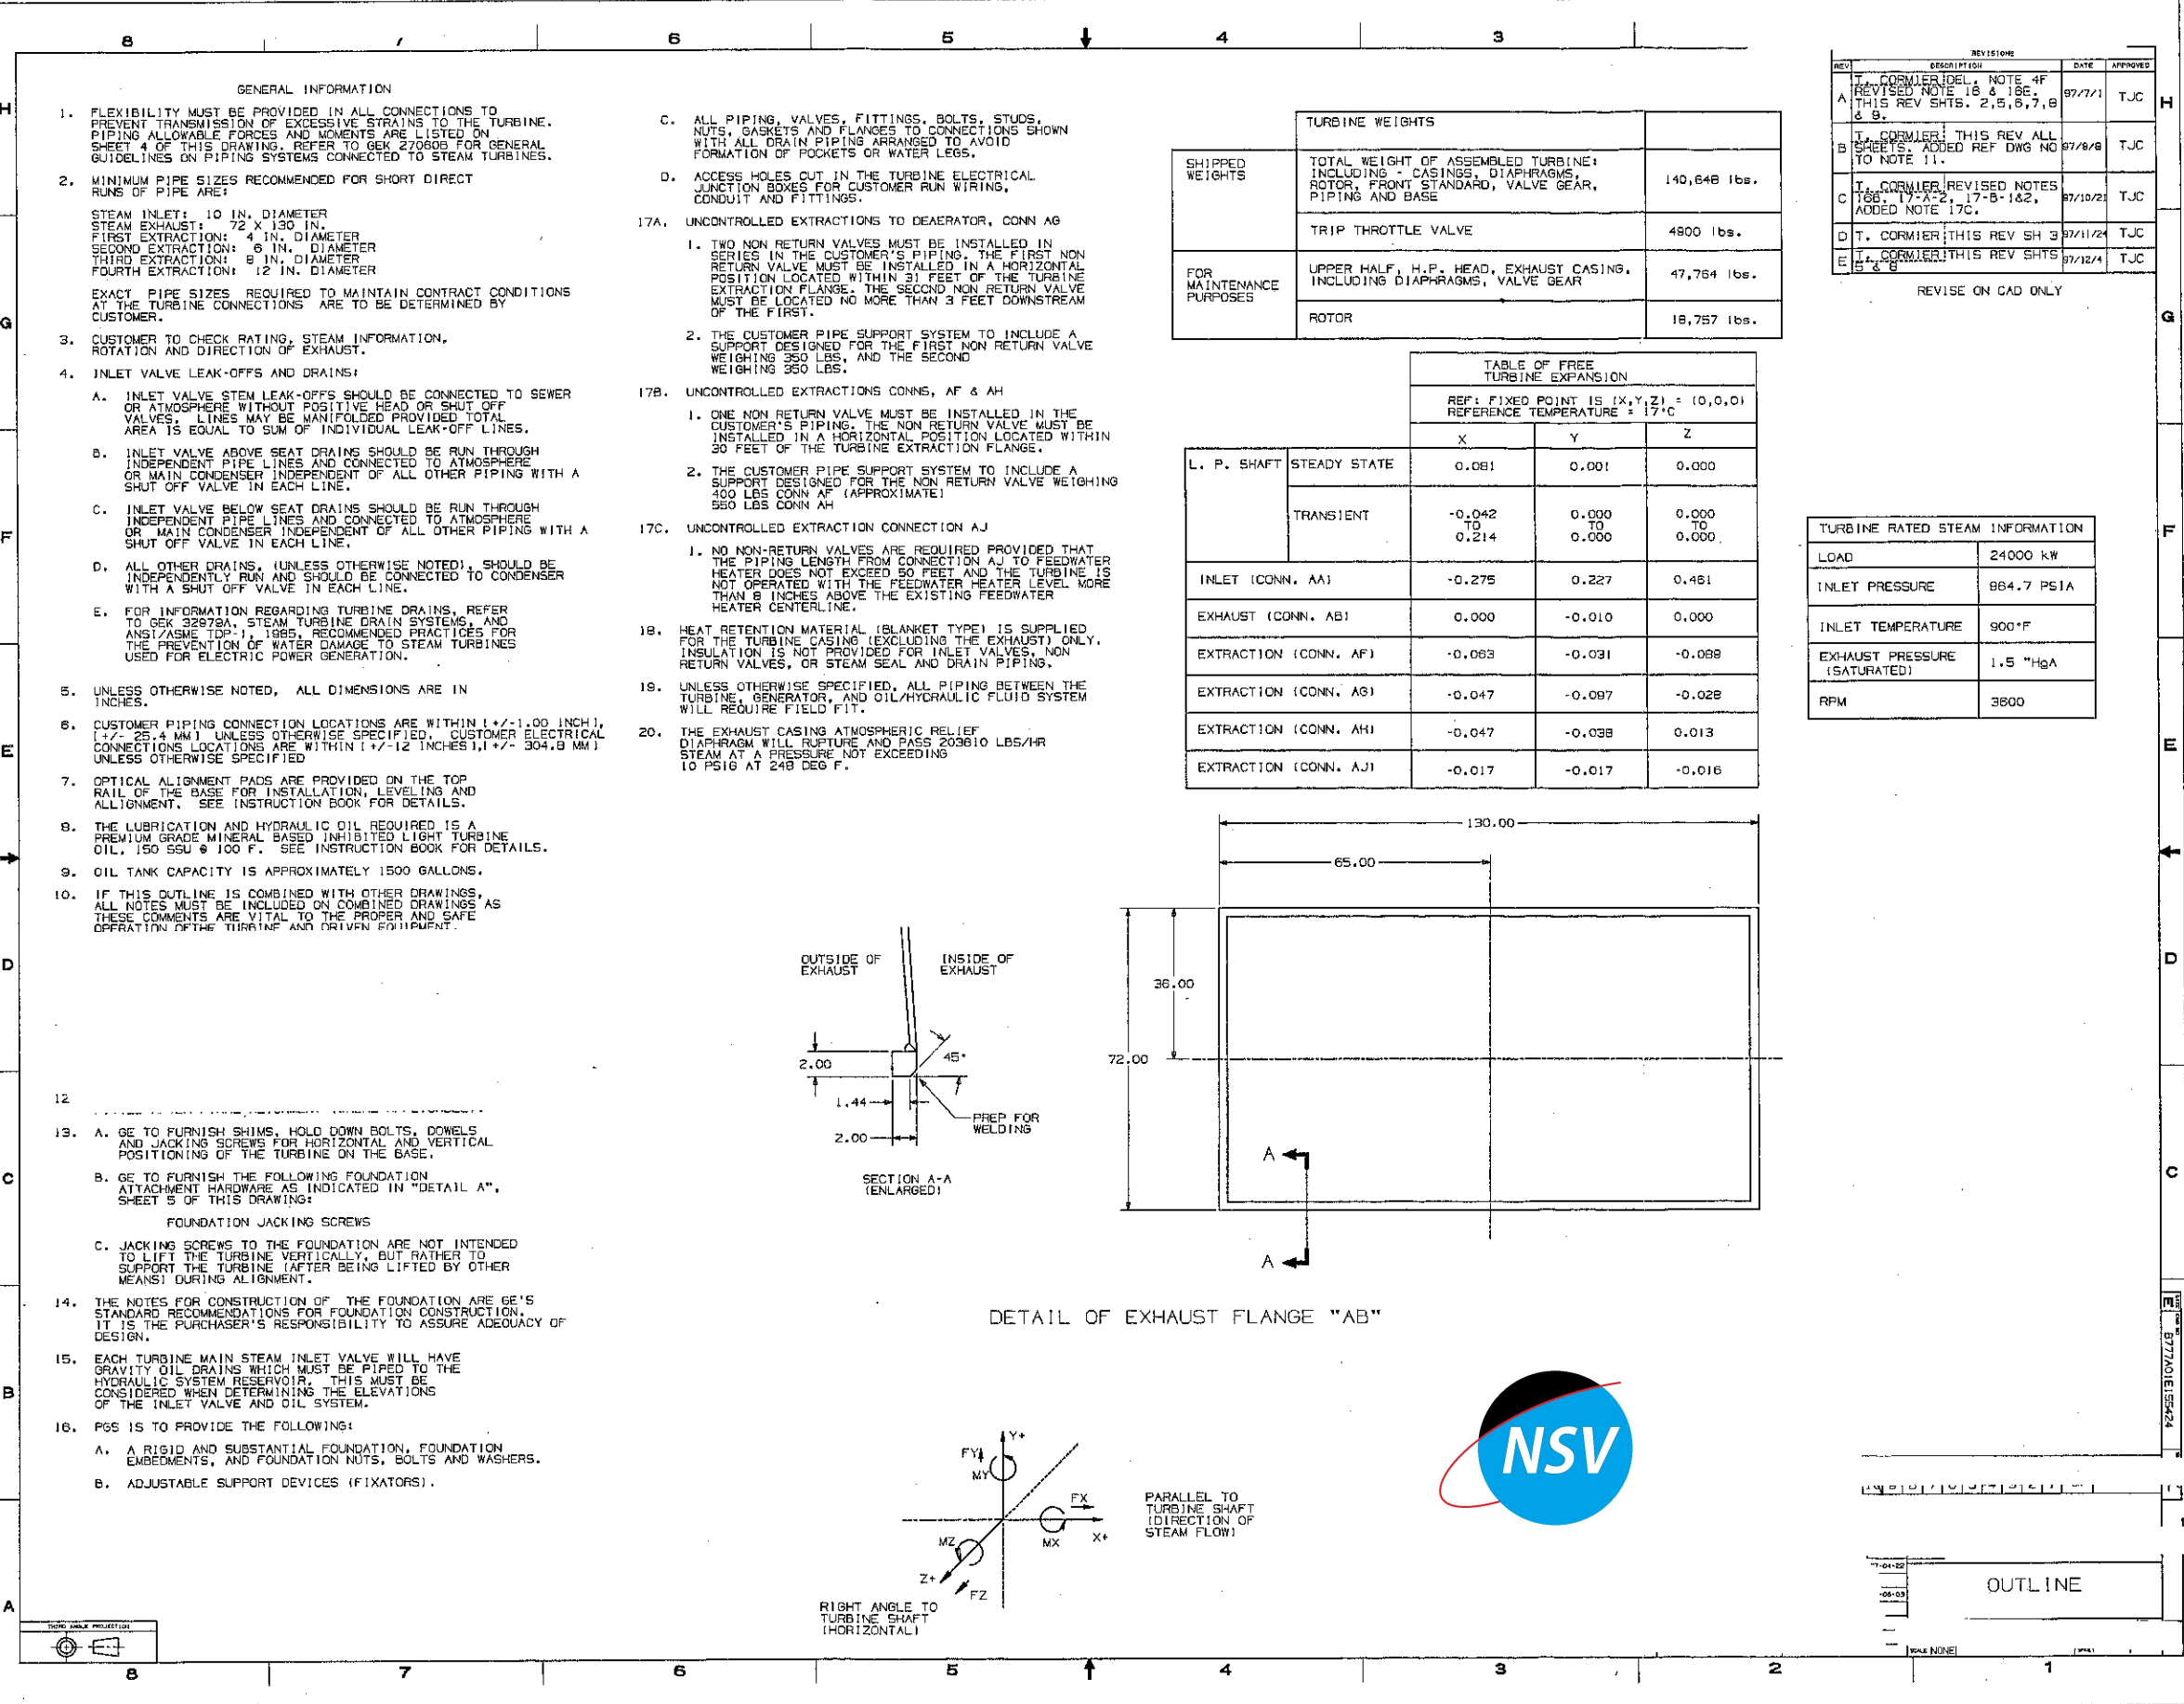 8 7 6 5 4 3
H
G
F
E
D
C
B
A
GENERAL INFORMATION
1. FLEXIBILITY MUST BE PROVIDED IN ALL CONNECTIONS TO
PREVENT TRANSMISSION OF EXCESSIVE STRAINS TO THE TURBINE.
PIPING ALLOWABLE FORCES AND MOMENTS ARE LISTED ON
SHEET 4 OF THIS DRAWING. REFER TO GEK 27060B FOR GENERAL
GUIDELINES ON PIPING SYSTEMS CONNECTED TO STEAM TURBINES.
2. MINIMUM PIPE SIZES RECOMMENDED FOR SHORT DIRECT
RUNS OF PIPE ARE:
STEAM INLET: 10 IN. DIAMETER
STEAM EXHAUST: 72 X 130 IN.
FIRST EXTRACTION: 4 IN. DIAMETER
SECOND EXTRACTION: 6 IN. DIAMETER
THIRD EXTRACTION: 8 IN. DIAMETER
FOURTH EXTRACTION: 12 IN. DIAMETER
EXACT PIPE SIZES REQUIRED TO MAINTAIN CONTRACT CONDITIONS
AT THE TURBINE CONNECTIONS ARE TO BE DETERMINED BY
CUSTOMER.
3. CUSTOMER TO CHECK RATING, STEAM INFORMATION,
ROTATION AND DIRECTION OF EXHAUST.
4. INLET VALVE LEAK-OFFS AND DRAINS:
A. INLET VALVE STEM LEAK-OFFS SHOULD BE CONNECTED TO SEWER
OR ATMOSPHERE WITHOUT POSITIVE HEAD OR SHUT OFF
VALVES. LINES MAY BE MANIFOLDED PROVIDED TOTAL
AREA IS EQUAL TO SUM OF INDIVIDUAL LEAK-OFF LINES.
B. INLET VALVE ABOVE SEAT DRAINS SHOULD BE RUN THROUGH
INDEPENDENT PIPE LINES AND CONNECTED TO ATMOSPHERE
OR MAIN CONDENSER INDEPENDENT OF ALL OTHER PIPING WITH A
SHUT OFF VALVE IN EACH LINE.
C. INLET VALVE BELOW SEAT DRAINS SHOULD BE RUN THROUGH
INDEPENDENT PIPE LINES AND CONNECTED TO ATMOSPHERE
OR MAIN CONDENSER INDEPENDENT OF ALL OTHER PIPING WITH A
SHUT OFF VALVE IN EACH LINE.
D. ALL OTHER DRAINS, (UNLESS OTHERWISE NOTED), SHOULD BE
INDEPENDENTLY RUN AND SHOULD BE CONNECTED TO CONDENSER
WITH A SHUT OFF VALVE IN EACH LINE.
E. FOR INFORMATION REGARDING TURBINE DRAINS, REFER
TO GEK 32979A, STEAM TURBINE DRAIN SYSTEMS, AND
ANSI/ASME TDP-1, 1985, RECOMMENDED PRACTICES FOR
THE PREVENTION OF WATER DAMAGE TO STEAM TURBINES
USED FOR ELECTRIC POWER GENERATION.
5. UNLESS OTHERWISE NOTED, ALL DIMENSIONS ARE IN
INCHES.
6. CUSTOMER PIPING CONNECTION LOCATIONS ARE WITHIN [+/-1.00 INCH],
[+/- 25.4 MM] UNLESS OTHERWISE SPECIFIED. CUSTOMER ELECTRICAL
CONNECTIONS LOCATIONS ARE WITHIN [+/-12 INCHES],[+/- 304.8 MM]
UNLESS OTHERWISE SPECIFIED
7. OPTICAL ALIGNMENT PADS ARE PROVIDED ON THE TOP
RAIL OF THE BASE FOR INSTALLATION, LEVELING AND
ALLIGNMENT. SEE INSTRUCTION BOOK FOR DETAILS.
8. THE LUBRICATION AND HYDRAULIC OIL REQUIRED IS A
PREMIUM GRADE MINERAL BASED INHIBITED LIGHT TURBINE
OIL, 150 SSU @ 100 F. SEE INSTRUCTION BOOK FOR DETAILS.
9. OIL TANK CAPACITY IS APPROXIMATELY 1500 GALLONS.
10. IF THIS OUTLINE IS COMBINED WITH OTHER DRAWINGS,
ALL NOTES MUST BE INCLUDED ON COMBINED DRAWINGS AS
THESE COMMENTS ARE VITAL TO THE PROPER AND SAFE
OPERATION OFTHE TURBINE AND DRIVEN EQUIPMENT.
12
13. A. GE TO FURNISH SHIMS, HOLD DOWN BOLTS, DOWELS
AND JACKING SCREWS FOR HORIZONTAL AND VERTICAL
POSITIONING OF THE TURBINE ON THE BASE.
B. GE TO FURNISH THE FOLLOWING FOUNDATION
ATTACHMENT HARDWARE AS INDICATED IN "DETAIL A",
SHEET 5 OF THIS DRAWING:
FOUNDATION JACKING SCREWS
C. JACKING SCREWS TO THE FOUNDATION ARE NOT INTENDED
TO LIFT THE TURBINE VERTICALLY, BUT RATHER TO
SUPPORT THE TURBINE (AFTER BEING LIFTED BY OTHER
MEANS) DURING ALIGNMENT.
14. THE NOTES FOR CONSTRUCTION OF THE FOUNDATION ARE GE'S
STANDARD RECOMMENDATIONS FOR FOUNDATION CONSTRUCTION.
IT IS THE PURCHASER'S RESPONSIBILITY TO ASSURE ADEQUACY OF
DESIGN.
15. EACH TURBINE MAIN STEAM INLET VALVE WILL HAVE
GRAVITY OIL DRAINS WHICH MUST BE PIPED TO THE
HYDRAULIC SYSTEM RESERVOIR. THIS MUST BE
CONSIDERED WHEN DETERMINING THE ELEVATIONS
OF THE INLET VALVE AND OIL SYSTEM.
16. PGS IS TO PROVIDE THE FOLLOWING:
A. A RIGID AND SUBSTANTIAL FOUNDATION, FOUNDATION
EMBEDMENTS, AND FOUNDATION NUTS, BOLTS AND WASHERS.
B. ADJUSTABLE SUPPORT DEVICES (FIXATORS).
C. ALL PIPING, VALVES, FITTINGS, BOLTS, STUDS,
NUTS, GASKETS AND FLANGES TO CONNECTIONS SHOWN
WITH ALL DRAIN PIPING ARRANGED TO AVOID
FORMATION OF POCKETS OR WATER LEGS.
D. ACCESS HOLES CUT IN THE TURBINE ELECTRICAL
JUNCTION BOXES FOR CUSTOMER RUN WIRING,
CONDUIT AND FITTINGS.
17A. UNCONTROLLED EXTRACTIONS TO DEAERATOR, CONN AG
1. TWO NON RETURN VALVES MUST BE INSTALLED IN
SERIES IN THE CUSTOMER'S PIPING. THE FIRST NON
RETURN VALVE MUST BE INSTALLED IN A HORIZONTAL
POSITION LOCATED WITHIN 31 FEET OF THE TURBINE
EXTRACTION FLANGE. THE SECOND NON RETURN VALVE
MUST BE LOCATED NO MORE THAN 3 FEET DOWNSTREAM
OF THE FIRST.
2. THE CUSTOMER PIPE SUPPORT SYSTEM TO INCLUDE A
SUPPORT DESIGNED FOR THE FIRST NON RETURN VALVE
WEIGHING 350 LBS, AND THE SECOND
WEIGHING 350 LBS.
17B. UNCONTROLLED EXTRACTIONS CONNS, AF & AH
1. ONE NON RETURN VALVE MUST BE INSTALLED IN THE
CUSTOMER'S PIPING. THE NON RETURN VALVE MUST BE
INSTALLED IN A HORIZONTAL POSITION LOCATED WITHIN
30 FEET OF THE TURBINE EXTRACTION FLANGE.
2. THE CUSTOMER PIPE SUPPORT SYSTEM TO INCLUDE A
SUPPORT DESIGNED FOR THE NON RETURN VALVE WEIGHING
400 LBS CONN AF (APPROXIMATE)
550 LBS CONN AH
17C. UNCONTROLLED EXTRACTION CONNECTION AJ
1. NO NON-RETURN VALVES ARE REQUIRED PROVIDED THAT
THE PIPING LENGTH FROM CONNECTION AJ TO FEEDWATER
HEATER DOES NOT EXCEED 50 FEET AND THE TURBINE IS
NOT OPERATED WITH THE FEEDWATER HEATER LEVEL MORE
THAN 8 INCHES ABOVE THE EXISTING FEEDWATER
HEATER CENTERLINE.
18. HEAT RETENTION MATERIAL (BLANKET TYPE) IS SUPPLIED
FOR THE TURBINE CASING (EXCLUDING THE EXHAUST) ONLY.
INSULATION IS NOT PROVIDED FOR INLET VALVES, NON
RETURN VALVES, OR STEAM SEAL AND DRAIN PIPING.
19. UNLESS OTHERWISE SPECIFIED, ALL PIPING BETWEEN THE
TURBINE, GENERATOR, AND OIL/HYDRAULIC FLUID SYSTEM
WILL REQUIRE FIELD FIT.
20. THE EXHAUST CASING ATMOSPHERIC RELIEF
DIAPHRAGM WILL RUPTURE AND PASS 203610 LBS/HR
STEAM AT A PRESSURE NOT EXCEEDING
10 PSIG AT 248 DEG F.
TURBINE WEIGHTS
SHIPPED
WEIGHTS
TOTAL WEIGHT OF ASSEMBLED TURBINE:
INCLUDING - CASINGS, DIAPHRAGMS,
ROTOR, FRONT STANDARD, VALVE GEAR,
PIPING AND BASE
140,648 lbs.
TRIP THROTTLE VALVE 4900 lbs.
FOR
MAINTENANCE
PURPOSES
UPPER HALF, H.P. HEAD, EXHAUST CASING,
INCLUDING DIAPHRAGMS, VALVE GEAR
47,764 lbs.
ROTOR 18,757 lbs.
TABLE OF FREE
TURBINE EXPANSION
REF: FIXED POINT IS (X,Y,Z) = (0,0,0)
REFERENCE TEMPERATURE = 17°C
X Y Z
L. P. SHAFT STEADY STATE 0.081 0.001 0.000
TRANSIENT -0.042 0.000 0.000
TO TO TO
0.214 0.000 0.000
INLET (CONN. AA) -0.275 0.227 0.461
EXHAUST (CONN. AB) 0.000 -0.010 0.000
EXTRACTION (CONN. AF) -0.063 -0.031 -0.089
EXTRACTION (CONN. AG) -0.047 -0.097 -0.028
EXTRACTION (CONN. AH) -0.047 -0.038 0.013
EXTRACTION (CONN. AJ) -0.017 -0.017 -0.016
REVISIONS
REV DESCRIPTION DATE APPROVED
A T. CORMIER DEL. NOTE 4F
REVISED NOTE 16 & 16E.
THIS REV SHTS. 2,5,6,7,8
& 9.
97/7/1 TJC
B T. CORMIER THIS REV ALL
SHEETS. ADDED REF DWG NO
TO NOTE 11.
97/9/8 TJC
C T. CORMIER REVISED NOTES
16B, 17-A-2, 17-B-1&2,
ADDED NOTE 17C.
97/10/21 TJC
D T. CORMIER THIS REV SH 3 97/11/24 TJC
E T. CORMIER THIS REV SHTS
5 & 8
97/12/4 TJC
REVISE ON CAD ONLY
TURBINE RATED STEAM INFORMATION
LOAD 24000 kW
INLET PRESSURE 864.7 PSIA
INLET TEMPERATURE 900°F
EXHAUST PRESSURE
(SATURATED)
1.5 "HgA
RPM 3600
130.00
65.00
36.00
72.00
A
A
OUTSIDE OF
EXHAUST
INSIDE OF
EXHAUST
2.00
45°
1.44
2.00
PREP FOR
WELDING
SECTION A-A
(ENLARGED)
DETAIL OF EXHAUST FLANGE "AB"
Y+
FY
MY
FX
MX
X+
MZ
Z+
FZ
PARALLEL TO
TURBINE SHAFT
(DIRECTION OF
STEAM FLOW)
RIGHT ANGLE TO
TURBINE SHAFT
(HORIZONTAL)
NSV
H
G
F
E
D
C
B
E B777A01E155424
OUTLINE
SCALE NONE
THIRD ANGLE PROJECTION
8 7 6 5 4 3 2 1